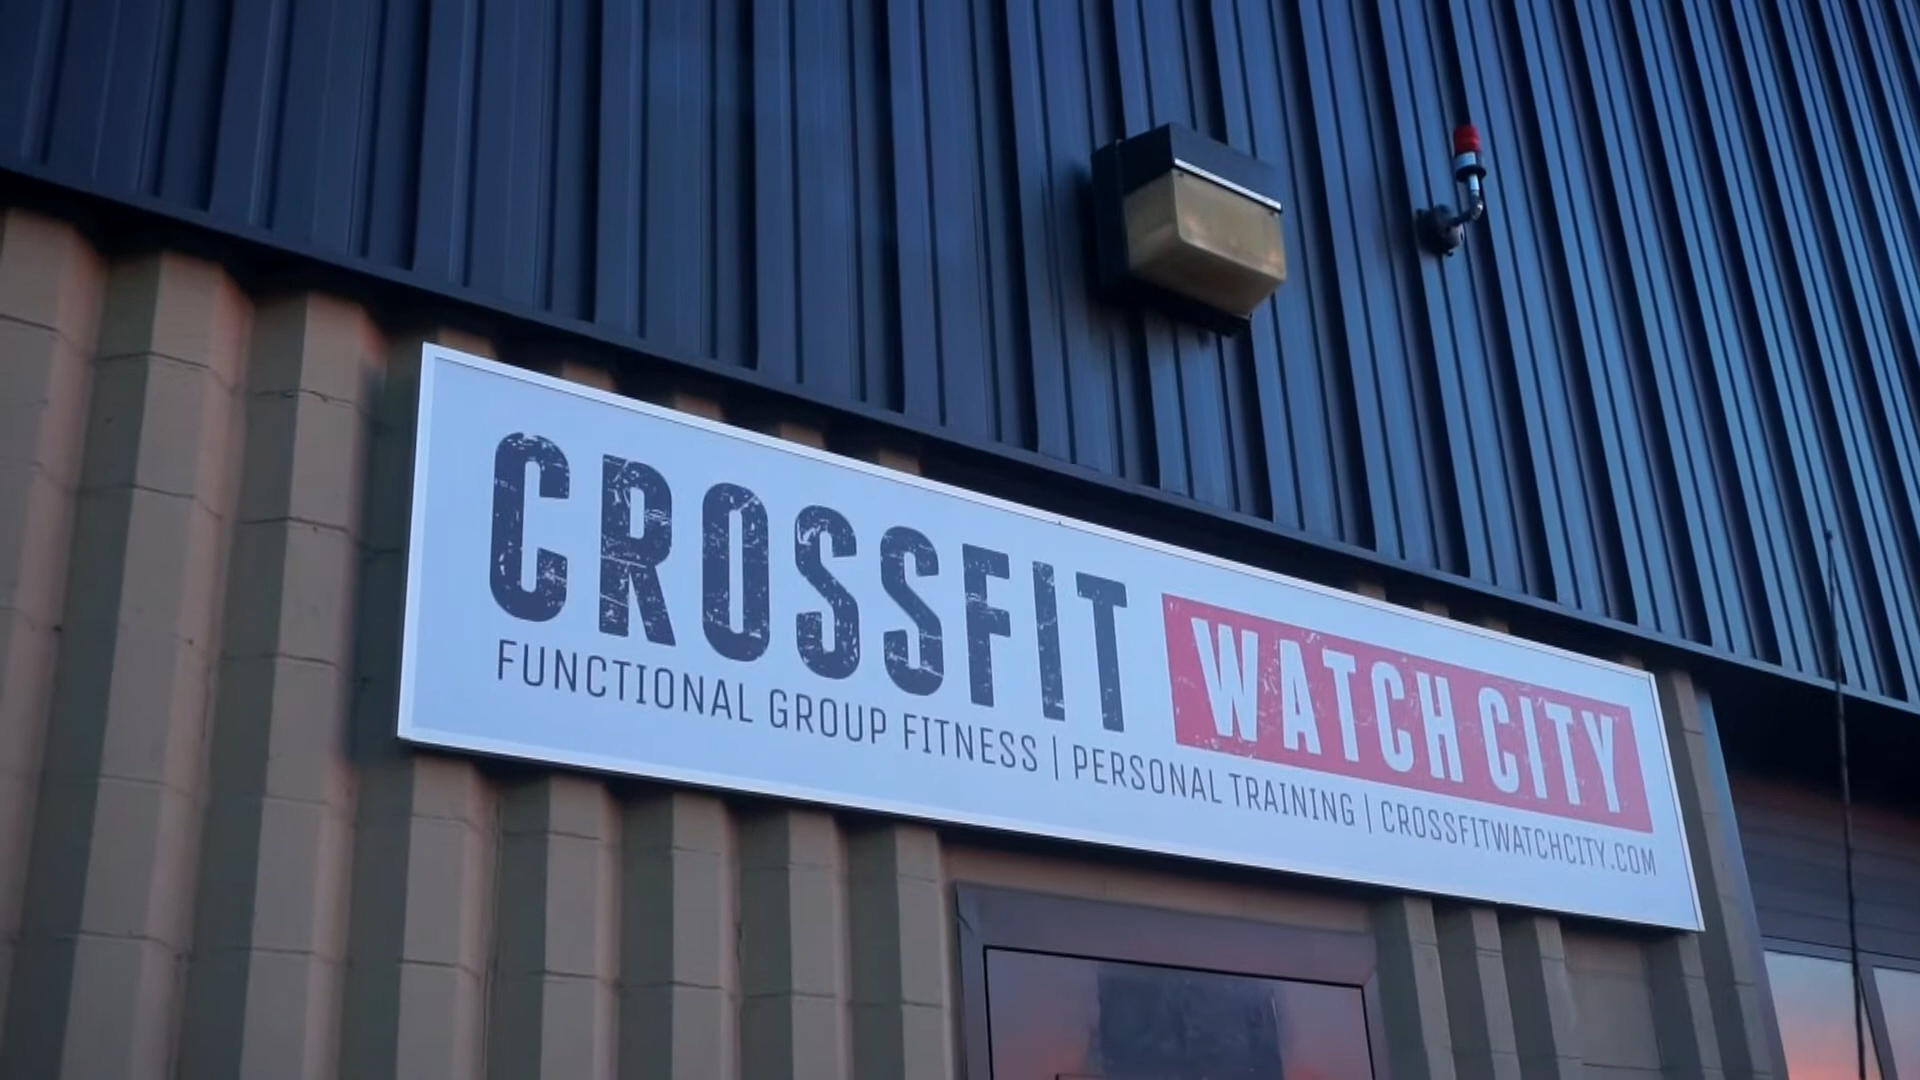 CROSSFIT WATCH CITY
FUNCTIONAL GROUP FITNESS | PERSONAL TRAINING | CROSSFITWATCHCITY.COM